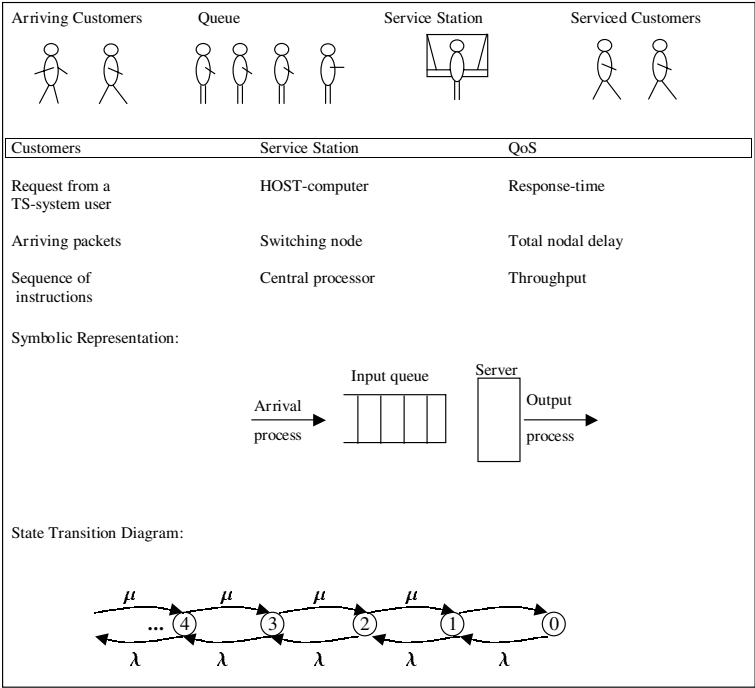 Arriving Customers Queue Service Station Serviced Customers
Customers Service Station QoS
Request from a HOST-computer Response-time
TS-system user
Arriving packets Switching node Total nodal delay
Sequence of Central processor Throughput
instructions
Symbolic Representation:
Server
Input queue
Arrival Output
process process
State Transition Diagram:
μ μ μ μ
... 4 3 2 1 0
λ λ λ λ λ